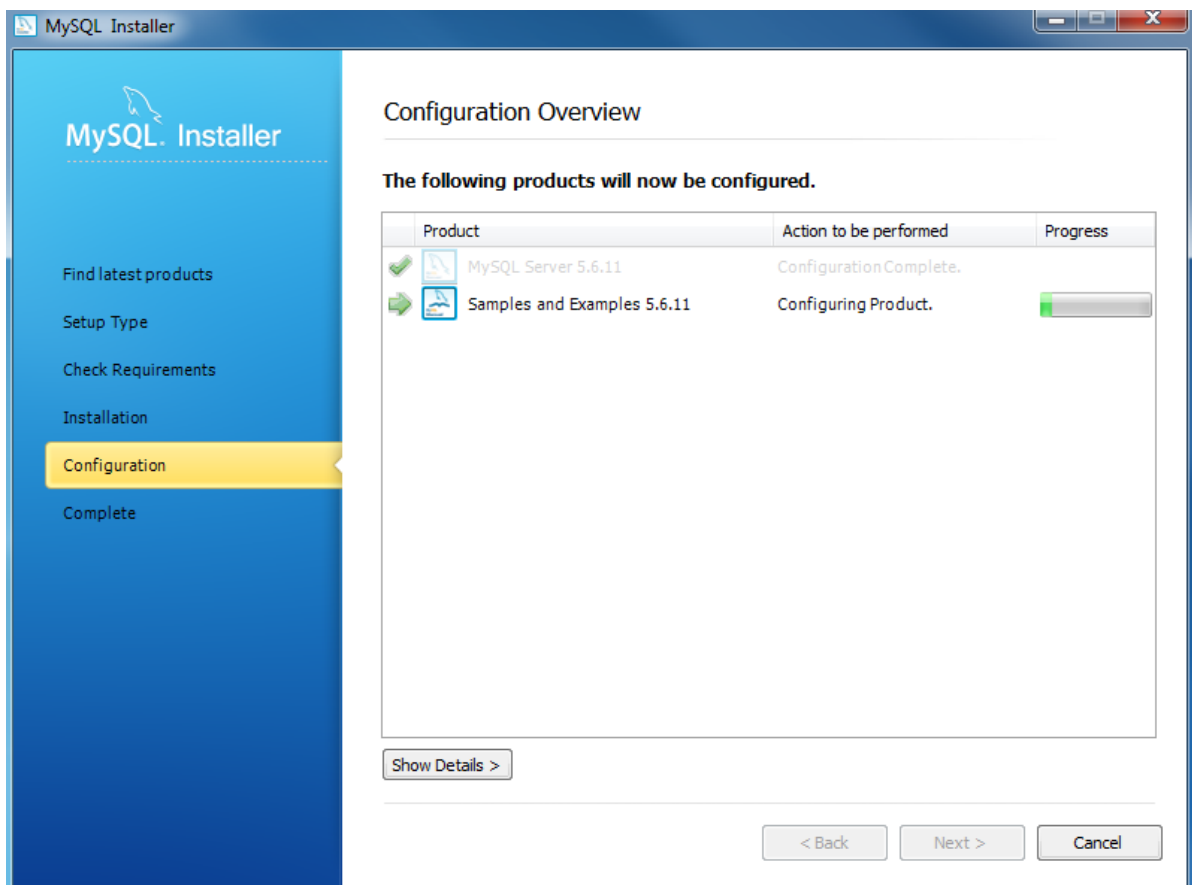 MySQL Installer
MySQL. Installer
Find latest products
Setup Type
Check Requirements
Installation
Configuration
Complete
Configuration Overview
The following products will now be configured.
Product Action to be performed Progress
MySQL Server 5.6.11 Configuration Complete.
Samples and Examples 5.6.11 Configuring Product.
Show Details >
< Back Next > Cancel